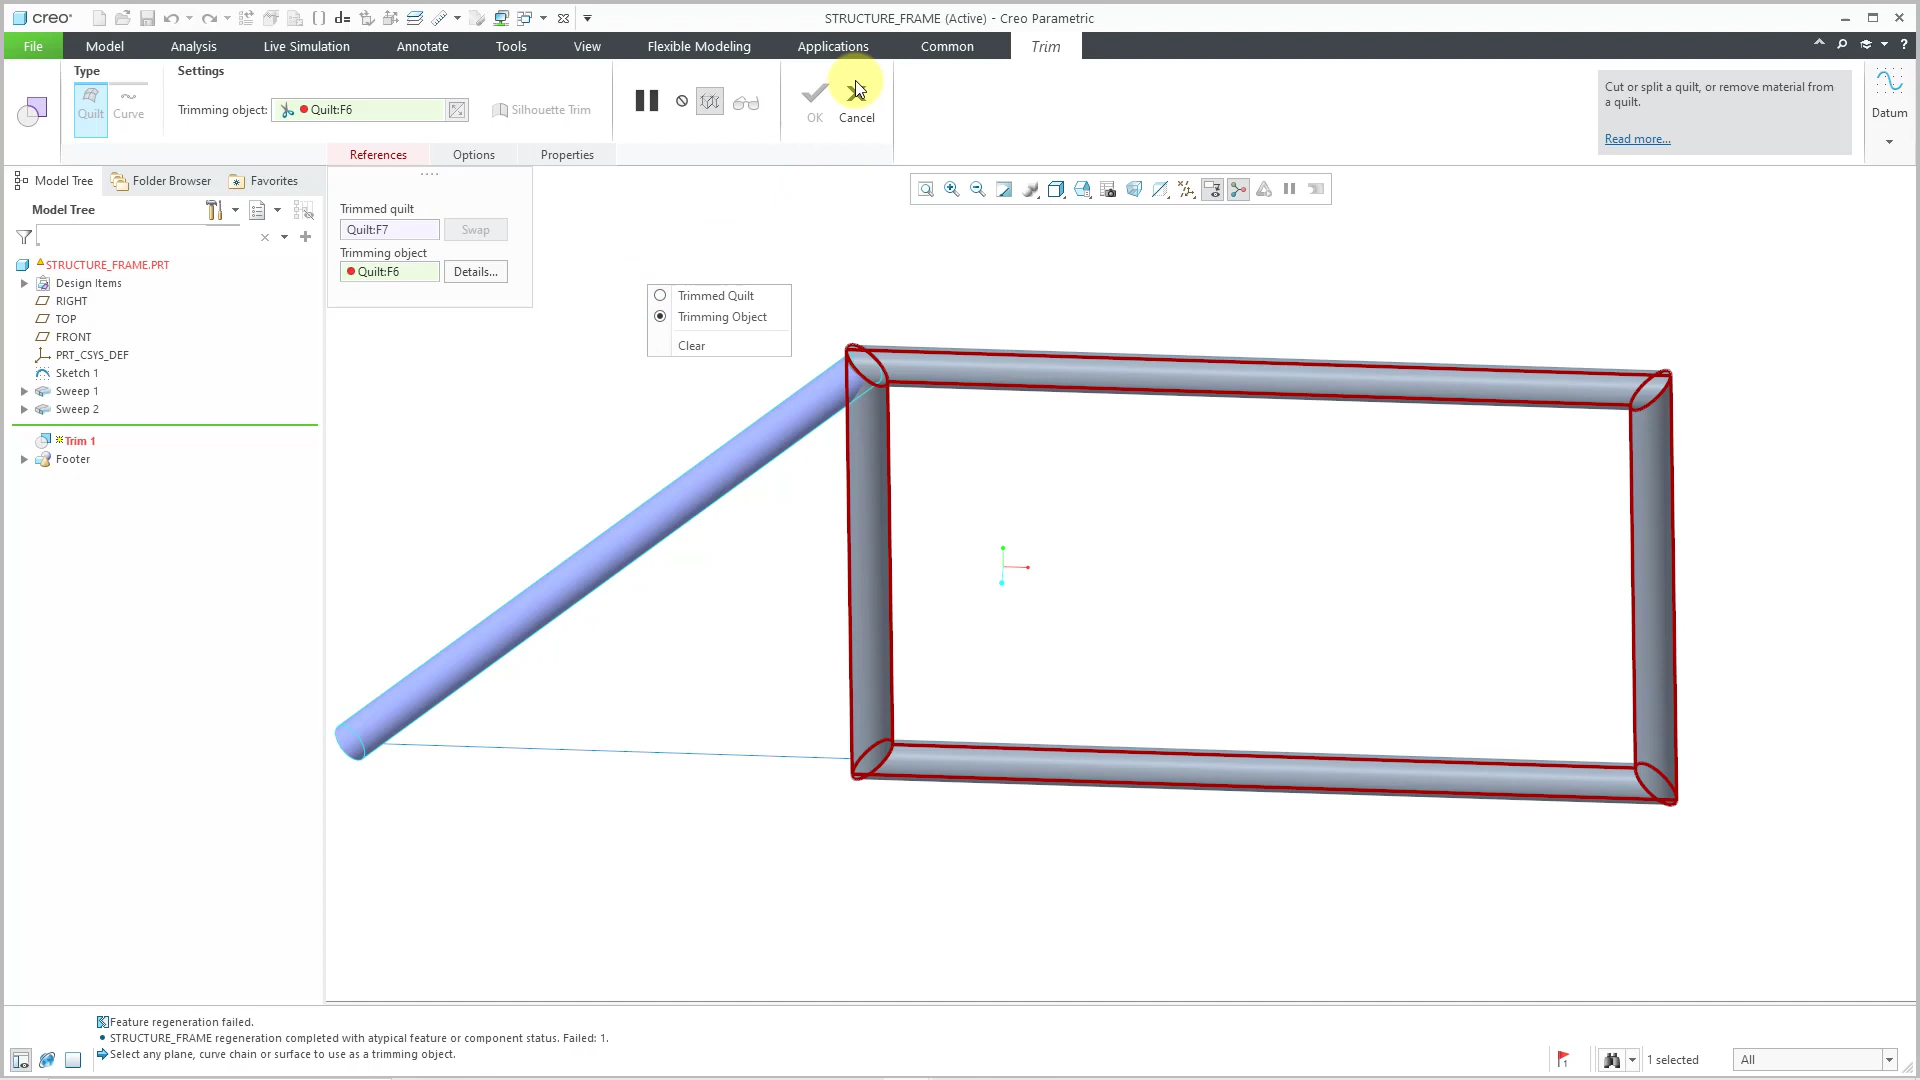 creo®
d=
STRUCTURE_FRAME (Active) - Creo Parametric
File
Model
Analysis
Live Simulation
Annotate
Tools
View
Flexible Modeling
Applications
Common
Trim
?
Type
Quilt
Curve
Settings
Trimming object:
Quilt:F6
Silhouette Trim
OK
Cancel
Cut or split a quilt, or remove material from
a quilt.
Read more...
Datum
References
Options
Properties
Model Tree
Folder Browser
Favorites
Model Tree
STRUCTURE_FRAME.PRT
Design Items
RIGHT
TOP
FRONT
PRT_CSYS_DEF
Sketch 1
Sweep 1
Sweep 2
Trim 1
Footer
Trimmed quilt
Quilt:F7
Swap
Trimming object
Quilt:F6
Details...
Trimmed Quilt
Trimming Object
Clear
Feature regeneration failed.
STRUCTURE_FRAME regeneration completed with atypical feature or component status. Failed: 1.
Select any plane, curve chain or surface to use as a trimming object.
1 selected
All